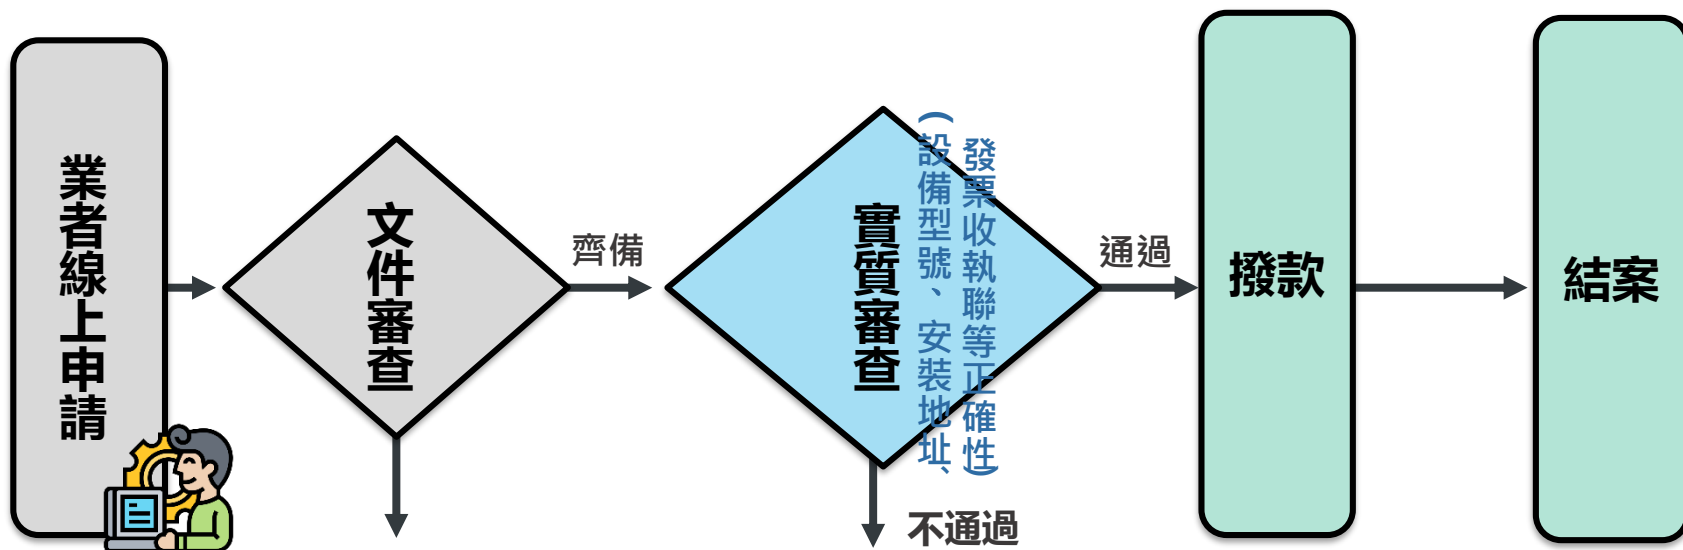 業者線上申請
文件審查
齊備
實質審查
(設備型號、安裝地址、
發票收執聯等正確性)
通過
不通過
撥款
結案